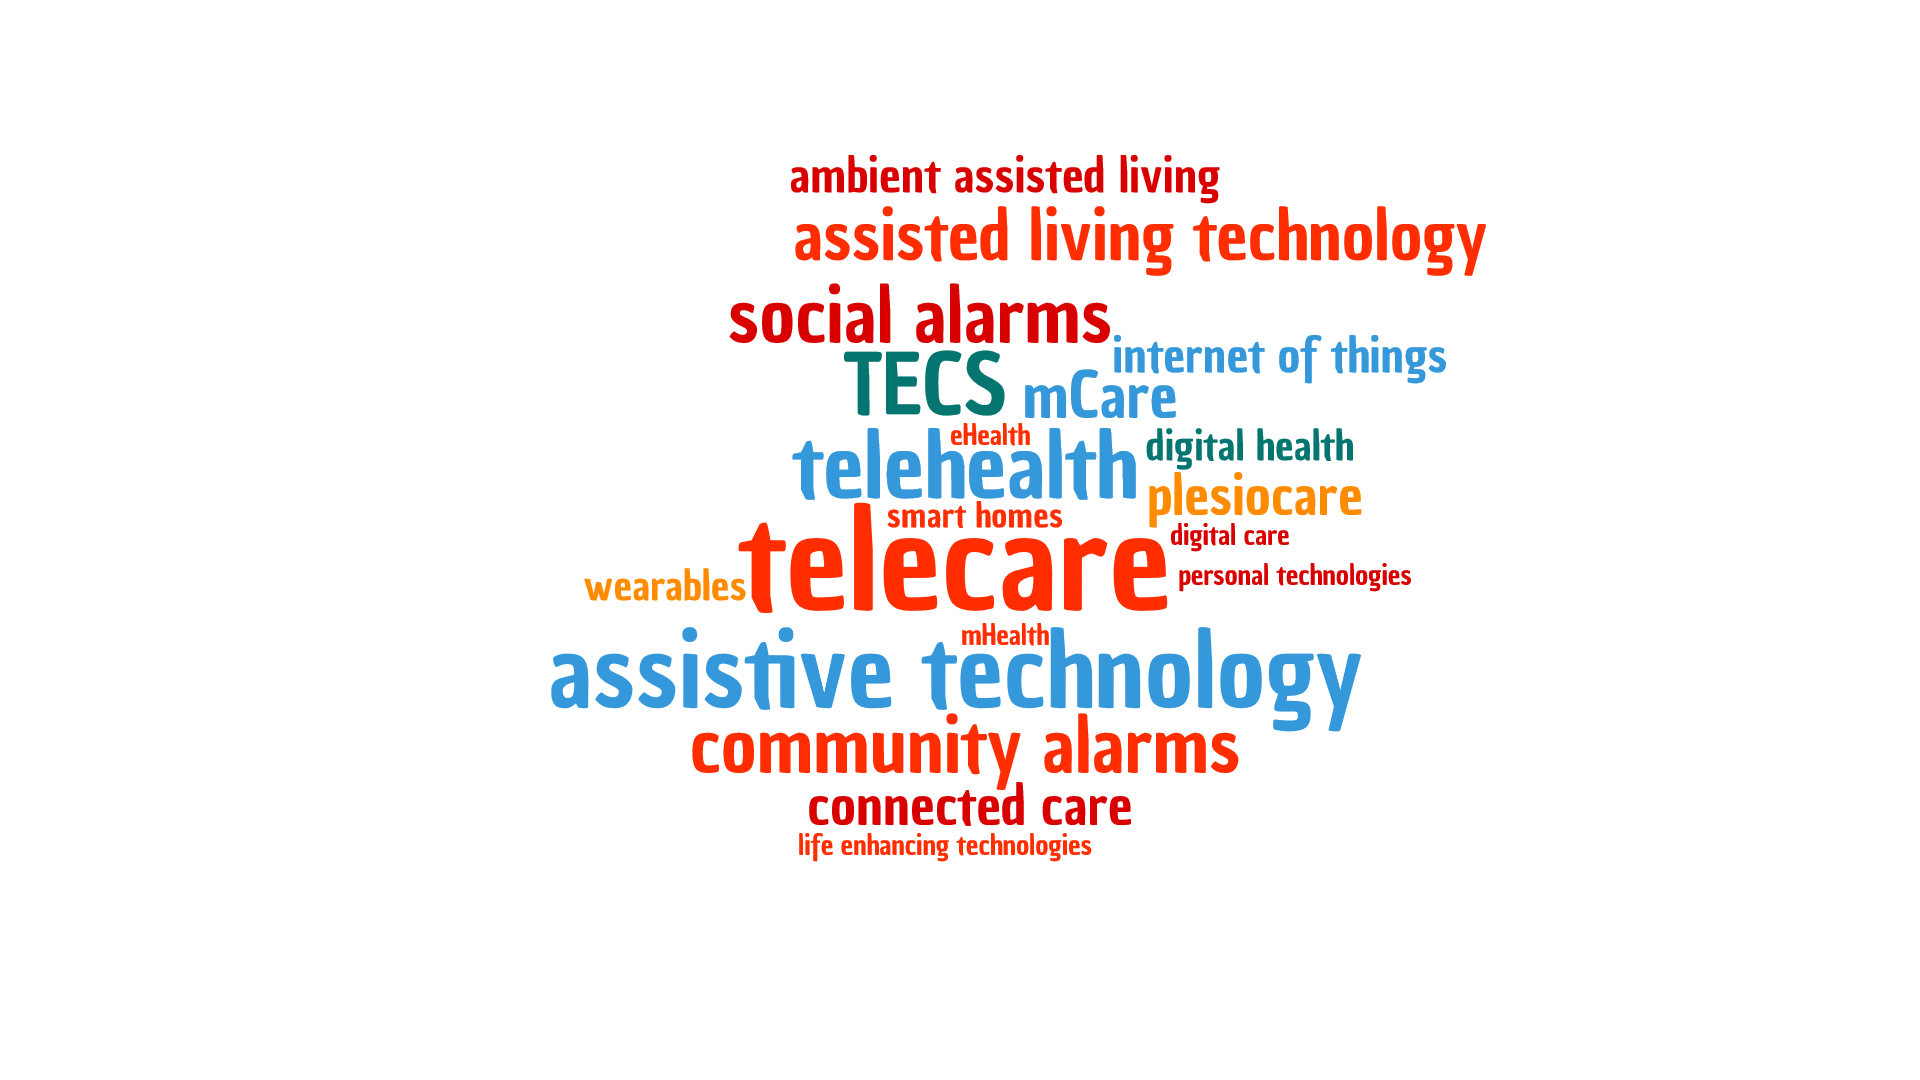 ambient assisted living
assisted living technology
social alarms
internet of things
TECS
mCare
eHealth
digital health
telehealth
plesiocare
smart homes
digital care
telecare
personal technologies
wearables
mHealth
assistive technology
community alarms
connected care
life enhancing technologies